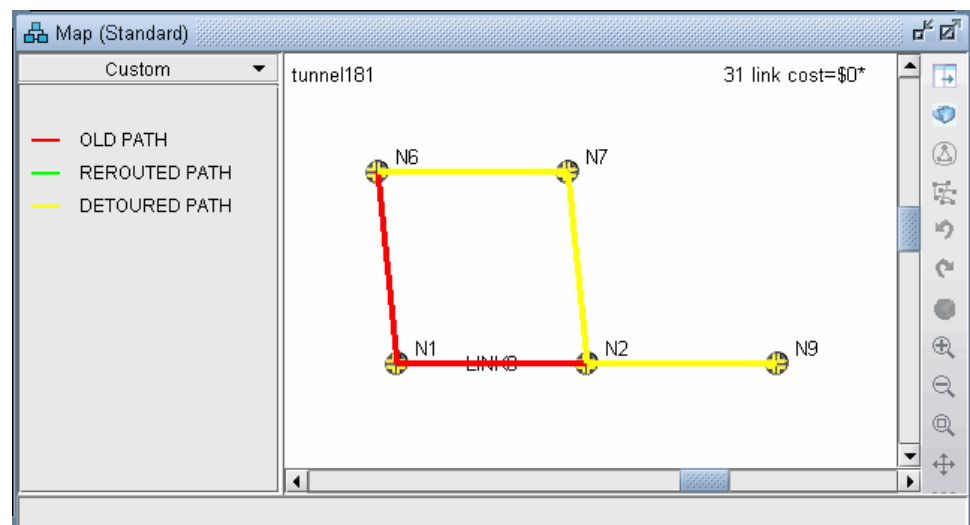 Map (Standard)
Custom
tunnel181
31 link cost=$0*
OLD PATH
REROUTED PATH
DETOURED PATH
N6
N7
N1
N2
N9